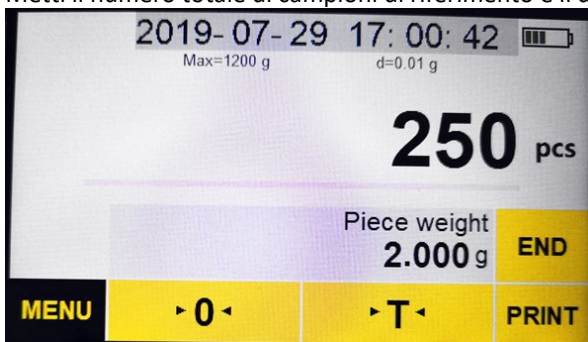 2019-07-29 17:00:42
Max=1200 g d=0.01 g
250 pcs
Piece weight
2.000 g
END
MENU ▸0◂ ▸T◂ PRINT